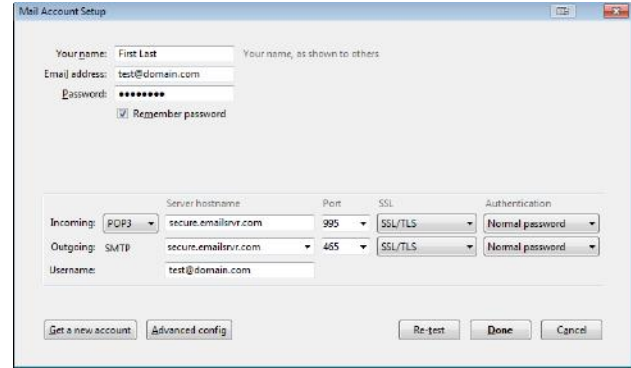 Mail Account Setup
Your name: First Last Your name, as shown to others
Email address: test@domain.com
Password: ••••••••
Remember password
Server hostname Port SSL Authentication
Incoming: POP3 secure.emailsrvr.com 995 SSL/TLS Normal password
Outgoing: SMTP secure.emailsrvr.com 465 SSL/TLS Normal password
Username: test@domain.com
Get a new account Advanced config Re-test Done Cancel